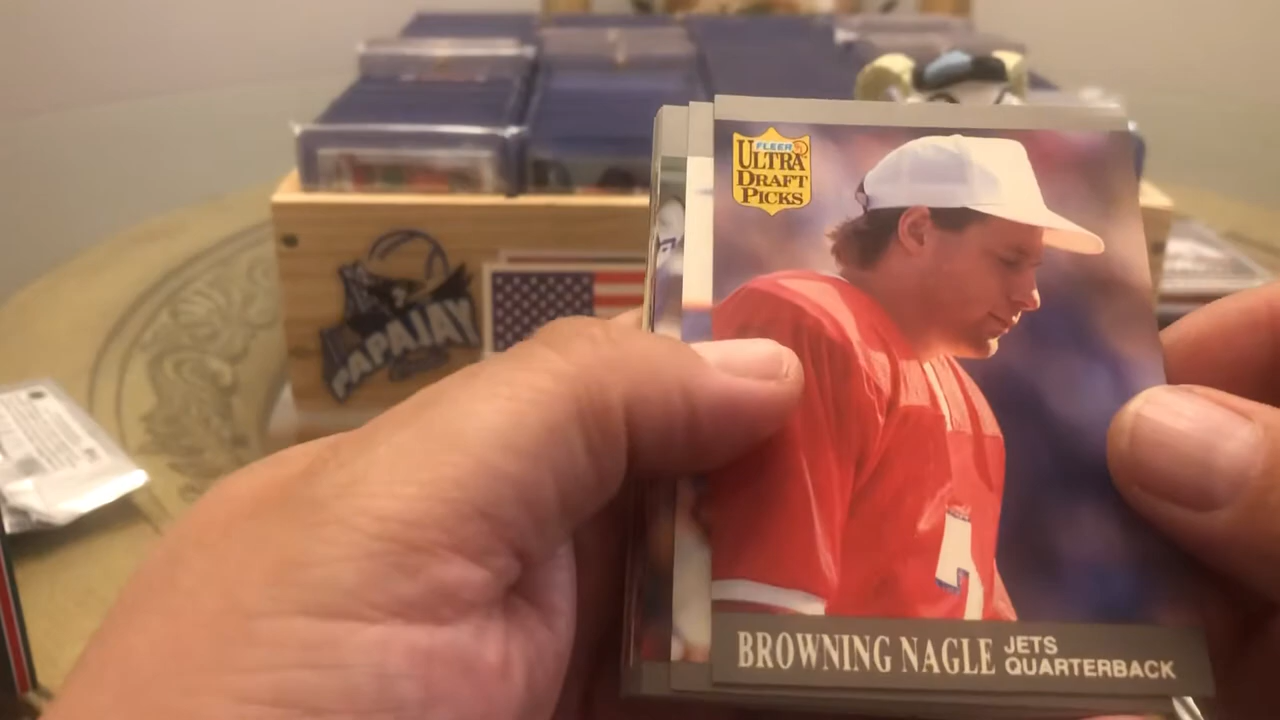 FLEER
ULTRA
DRAFT
PICKS
PAPAJAY
BROWNING NAGLE
JETS
QUARTERBACK